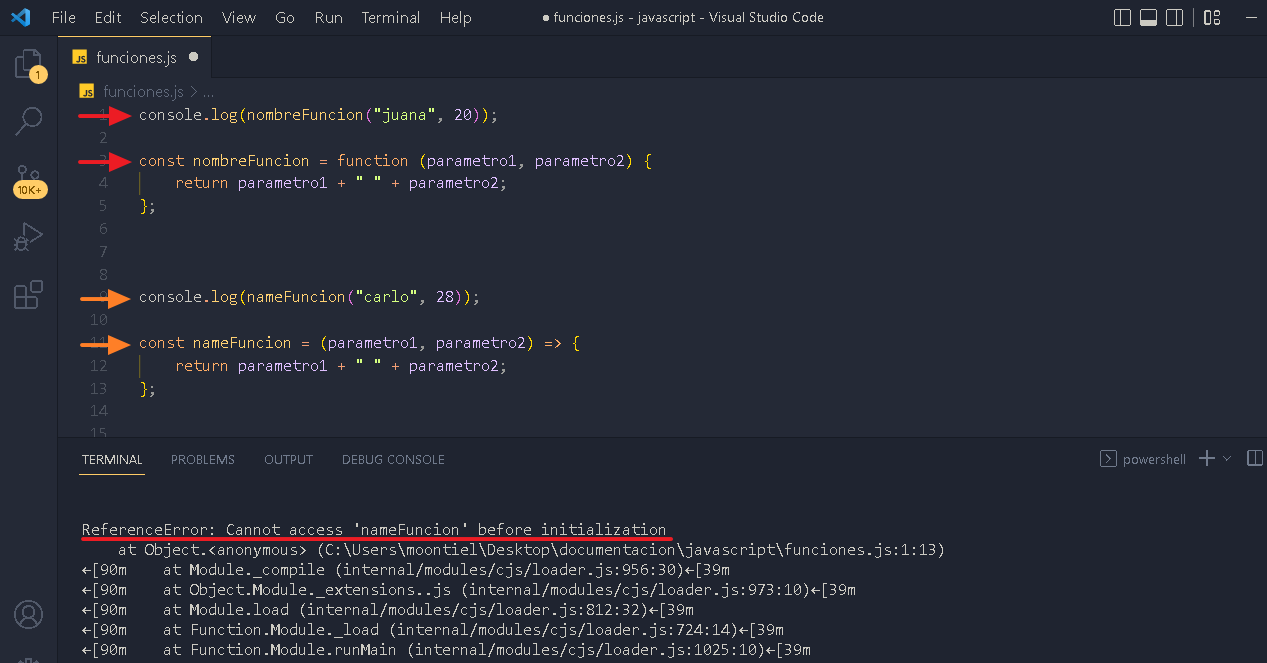 File Edit Selection View Go Run Terminal Help ● funciones.js - javascript - Visual Studio Code
JS funciones.js ●
1
JS funciones.js > ...
1 console.log(nombreFuncion("juana", 20));
2
3 const nombreFuncion = function (parametro1, parametro2) {
4 return parametro1 + " " + parametro2;
5 };
6
7
8
9 console.log(nameFuncion("carlo", 28));
10
11 const nameFuncion = (parametro1, parametro2) => {
12 return parametro1 + " " + parametro2;
13 };
14
15
10K+
TERMINAL PROBLEMS OUTPUT DEBUG CONSOLE powershell
ReferenceError: Cannot access 'nameFuncion' before initialization
at Object.<anonymous> (C:\Users\moontiel\Desktop\documentacion\javascript\funciones.js:1:13)
←[90m at Module._compile (internal/modules/cjs/loader.js:956:30)←[39m
←[90m at Object.Module._extensions..js (internal/modules/cjs/loader.js:973:10)←[39m
←[90m at Module.load (internal/modules/cjs/loader.js:812:32)←[39m
←[90m at Function.Module._load (internal/modules/cjs/loader.js:724:14)←[39m
←[90m at Function.Module.runMain (internal/modules/cjs/loader.js:1025:10)←[39m